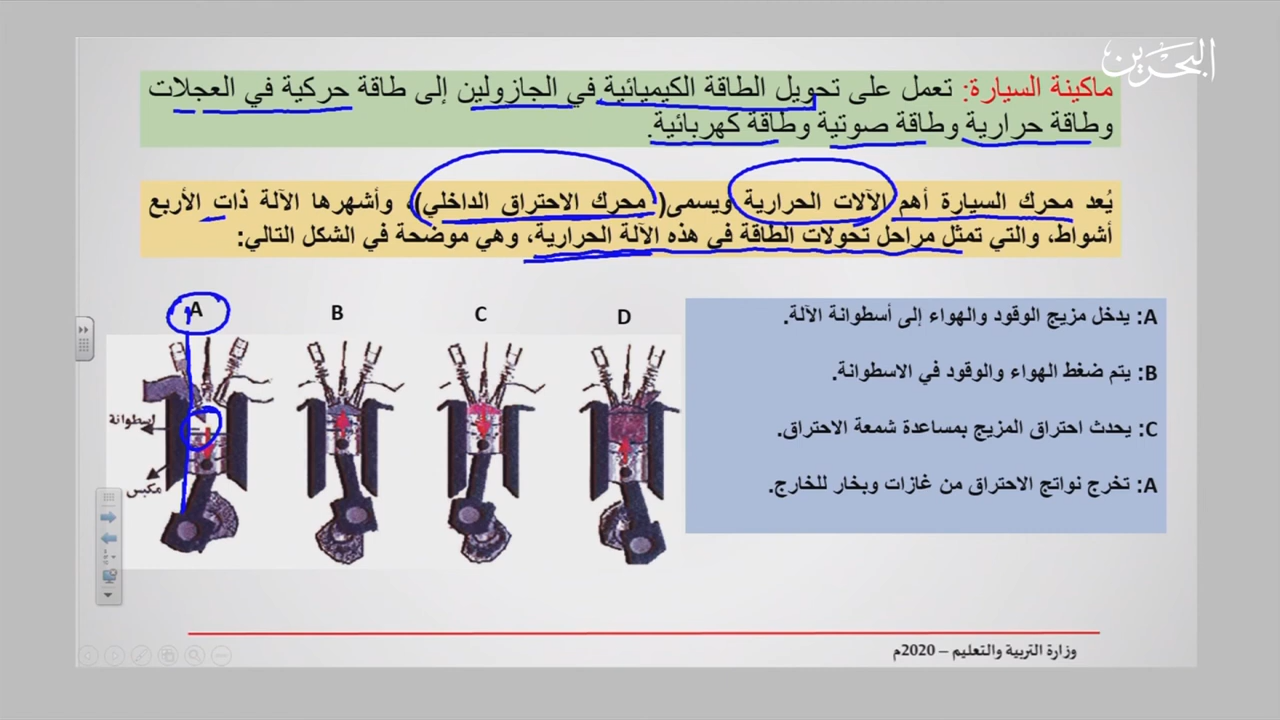 البحرين
ماكينة السيارة: تعمل على تحويل الطاقة الكيميائية في الجازولين إلى طاقة حركية في العجلات
وطاقة حرارية وطاقة صوتية وطاقة كهربائية.
يُعد محرك السيارة أهم الآلات الحرارية ويسمى( محرك الاحتراق الداخلي)، وأشهرها الآلة ذات الأربع
أشواط، والتي تمثل مراحل تحولات الطاقة في هذه الآلة الحرارية، وهي موضحة في الشكل التالي:
A B C D
اسطوانة
مكبس
A: يدخل مزيج الوقود والهواء إلى أسطوانة الآلة.
B: يتم ضغط الهواء والوقود في الاسطوانة.
C: يحدث احتراق المزيج بمساعدة شمعة الاحتراق.
A: تخرج نواتج الاحتراق من غازات وبخار للخارج.
وزارة التربية والتعليم – 2020م